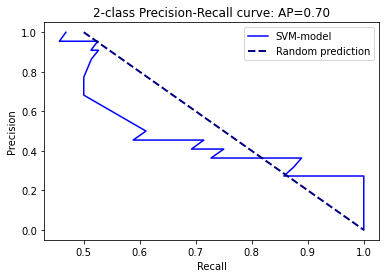 2-class Precision-Recall curve: AP=0.70
SVM-model
Random prediction
Precision
1.0
0.8
0.6
0.4
0.2
0.0
0.5
0.6
0.7
0.8
0.9
1.0
Recall